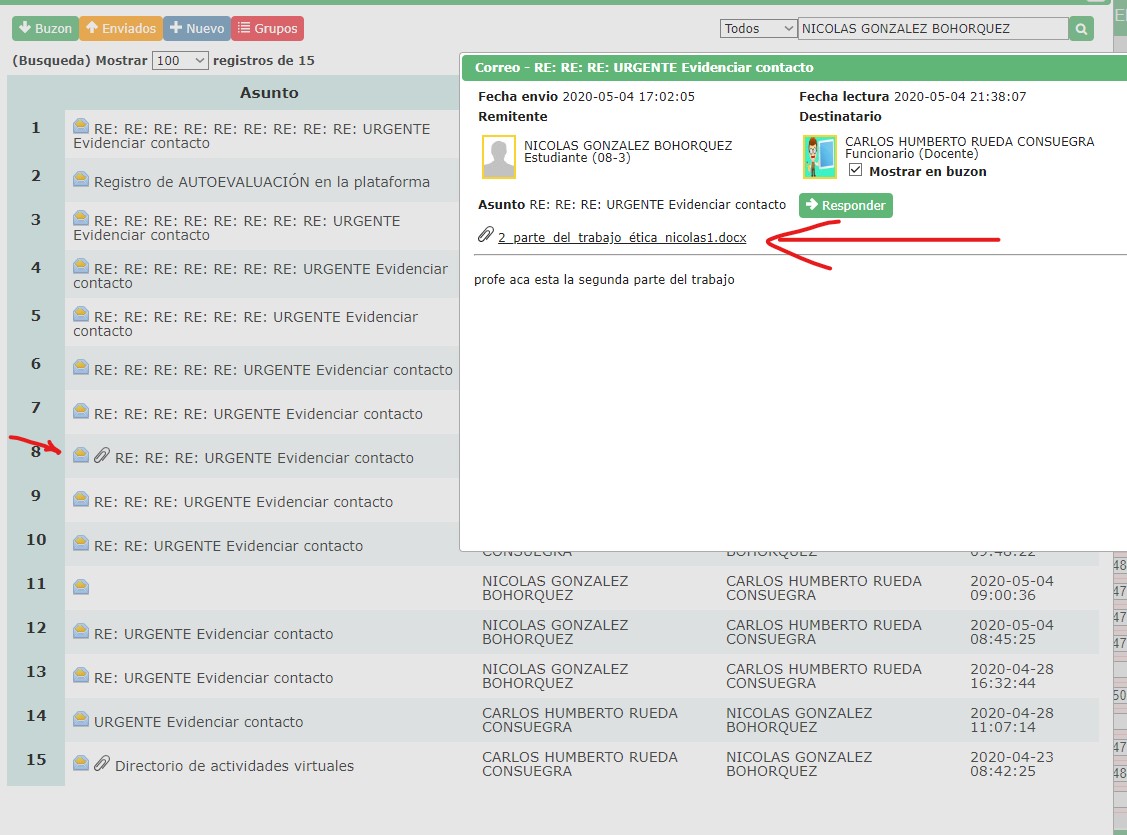 Buzon Enviados Nuevo Grupos Todos NICOLAS GONZALEZ BOHORQUEZ
(Busqueda) Mostrar 100 registros de 15
Asunto
1 RE: RE: RE: RE: RE: RE: RE: RE: RE: URGENTE
Evidenciar contacto
2 Registro de AUTOEVALUACIÓN en la plataforma
3 RE: RE: RE: RE: RE: RE: RE: RE: URGENTE
Evidenciar contacto
4 RE: RE: RE: RE: RE: RE: RE: URGENTE Evidenciar
contacto
5 RE: RE: RE: RE: RE: RE: URGENTE Evidenciar
contacto
6 RE: RE: RE: RE: RE: URGENTE Evidenciar contacto
7 RE: RE: RE: RE: URGENTE Evidenciar contacto
8 RE: RE: RE: URGENTE Evidenciar contacto
9 RE: RE: RE: URGENTE Evidenciar contacto
10 RE: RE: URGENTE Evidenciar contacto
Correo - RE: RE: RE: URGENTE Evidenciar contacto
Fecha envio 2020-05-04 17:02:05
Remitente
NICOLAS GONZALEZ BOHORQUEZ
Estudiante (08-3)
Fecha lectura 2020-05-04 21:38:07
Destinatario
CARLOS HUMBERTO RUEDA CONSUEGRA
Funcionario (Docente)
Mostrar en buzon
Asunto RE: RE: RE: URGENTE Evidenciar contacto Responder
2_parte_del_trabajo_ética_nicolas1.docx
profe aca esta la segunda parte del trabajo
CONSUEGRA BOHORQUEZ 09:48:22
11 NICOLAS GONZALEZ CARLOS HUMBERTO RUEDA 2020-05-04
BOHORQUEZ CONSUEGRA 09:00:36
12 RE: URGENTE Evidenciar contacto NICOLAS GONZALEZ CARLOS HUMBERTO RUEDA 2020-05-04
BOHORQUEZ CONSUEGRA 08:45:25
13 RE: URGENTE Evidenciar contacto NICOLAS GONZALEZ CARLOS HUMBERTO RUEDA 2020-04-28
BOHORQUEZ CONSUEGRA 16:32:44
14 URGENTE Evidenciar contacto CARLOS HUMBERTO RUEDA NICOLAS GONZALEZ 2020-04-28
CONSUEGRA BOHORQUEZ 11:07:14
15 Directorio de actividades virtuales CARLOS HUMBERTO RUEDA NICOLAS GONZALEZ 2020-04-23
CONSUEGRA BOHORQUEZ 08:42:25